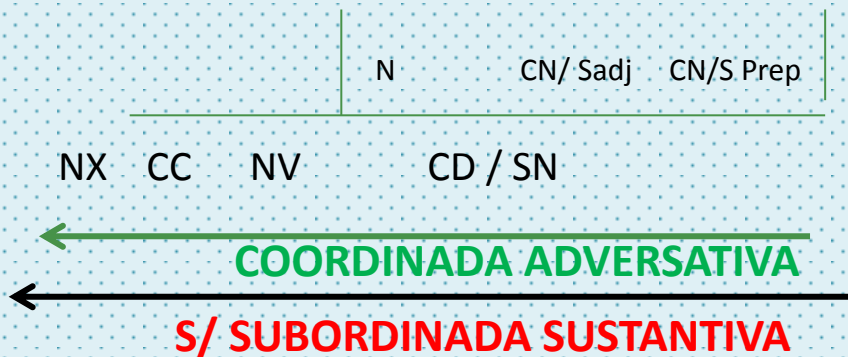 N CN/ Sadj CN/S Prep
NX CC NV CD / SN
COORDINADA ADVERSATIVA
S/ SUBORDINADA SUSTANTIVA